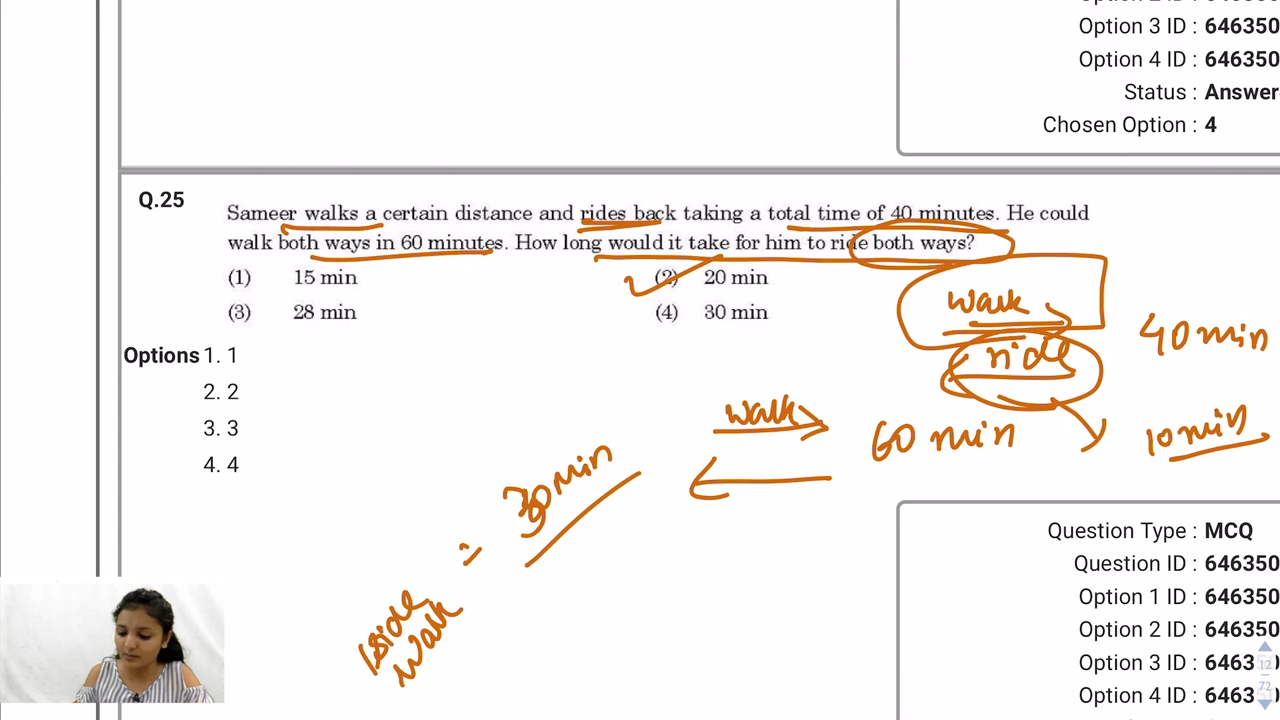 Option 3 ID : 646350
Option 4 ID : 646350
Status : Answer
Chosen Option : 4
Q.25
Sameer walks a certain distance and rides back taking a total time of 40 minutes. He could
walk both ways in 60 minutes. How long would it take for him to ride both ways?
(1) 15 min (2) 20 min
(3) 28 min (4) 30 min
walk
ride
40 min
Options 1. 1
2. 2
3. 3
4. 4
walk
60 min
10 min
1 side
walk
= 30 min
Question Type : MCQ
Question ID : 646350
Option 1 ID : 646350
Option 2 ID : 646350
Option 3 ID : 6463
Option 4 ID : 6463
12
72